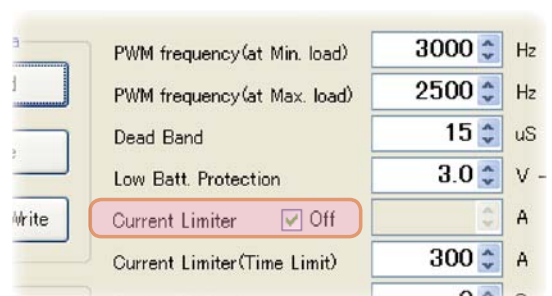 PWM frequency(at Min. load) 3000 Hz
PWM frequency(at Max. load) 2500 Hz
Dead Band 15 uS
Low Batt. Protection 3.0 V -
Write Current Limiter Off A
Current Limiter(Time Limit) 300 A